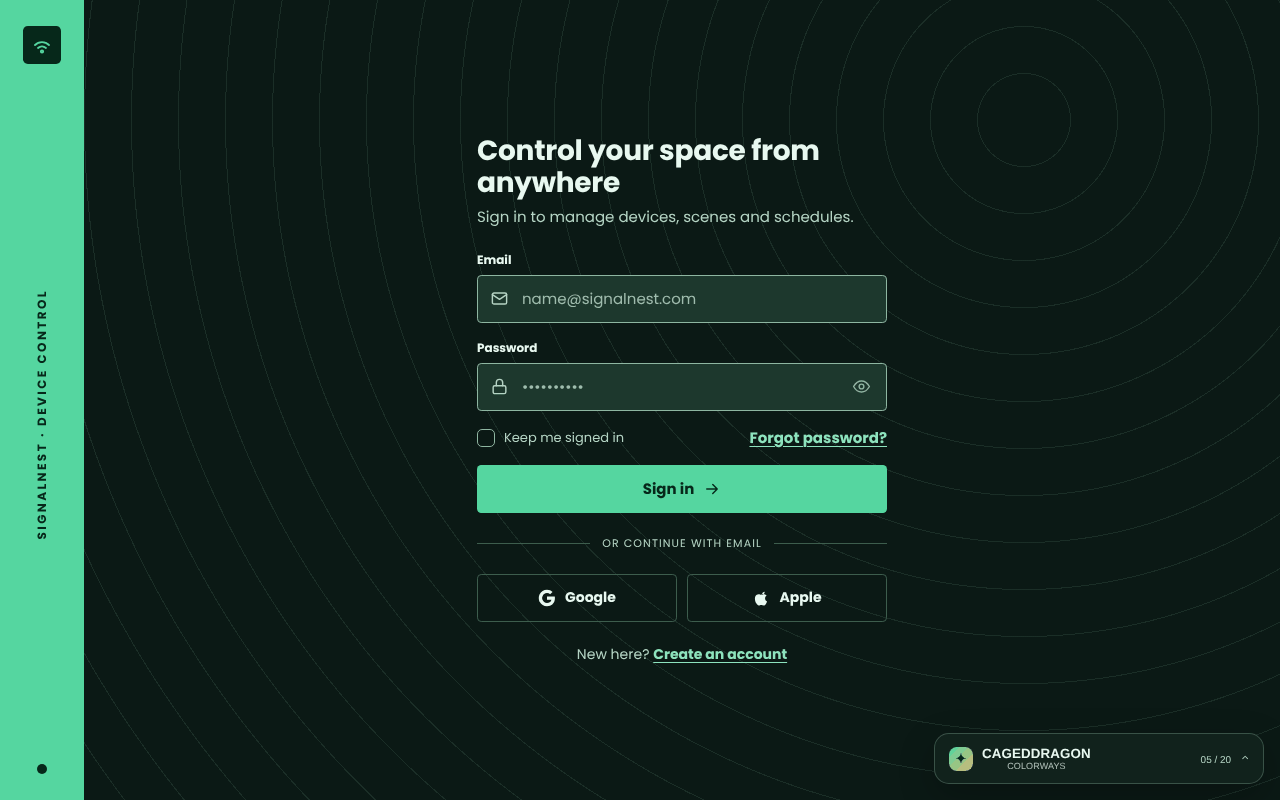 SIGNALNEST · DEVICE CONTROL
Control your space from
anywhere
Sign in to manage devices, scenes and schedules.
Email
name@signalnest.com
Password
••••••••••
Keep me signed in
Forgot password?
Sign in →
OR CONTINUE WITH EMAIL
Google
Apple
New here? Create an account
CAGEDDRAGON
COLORWAYS
05 / 20